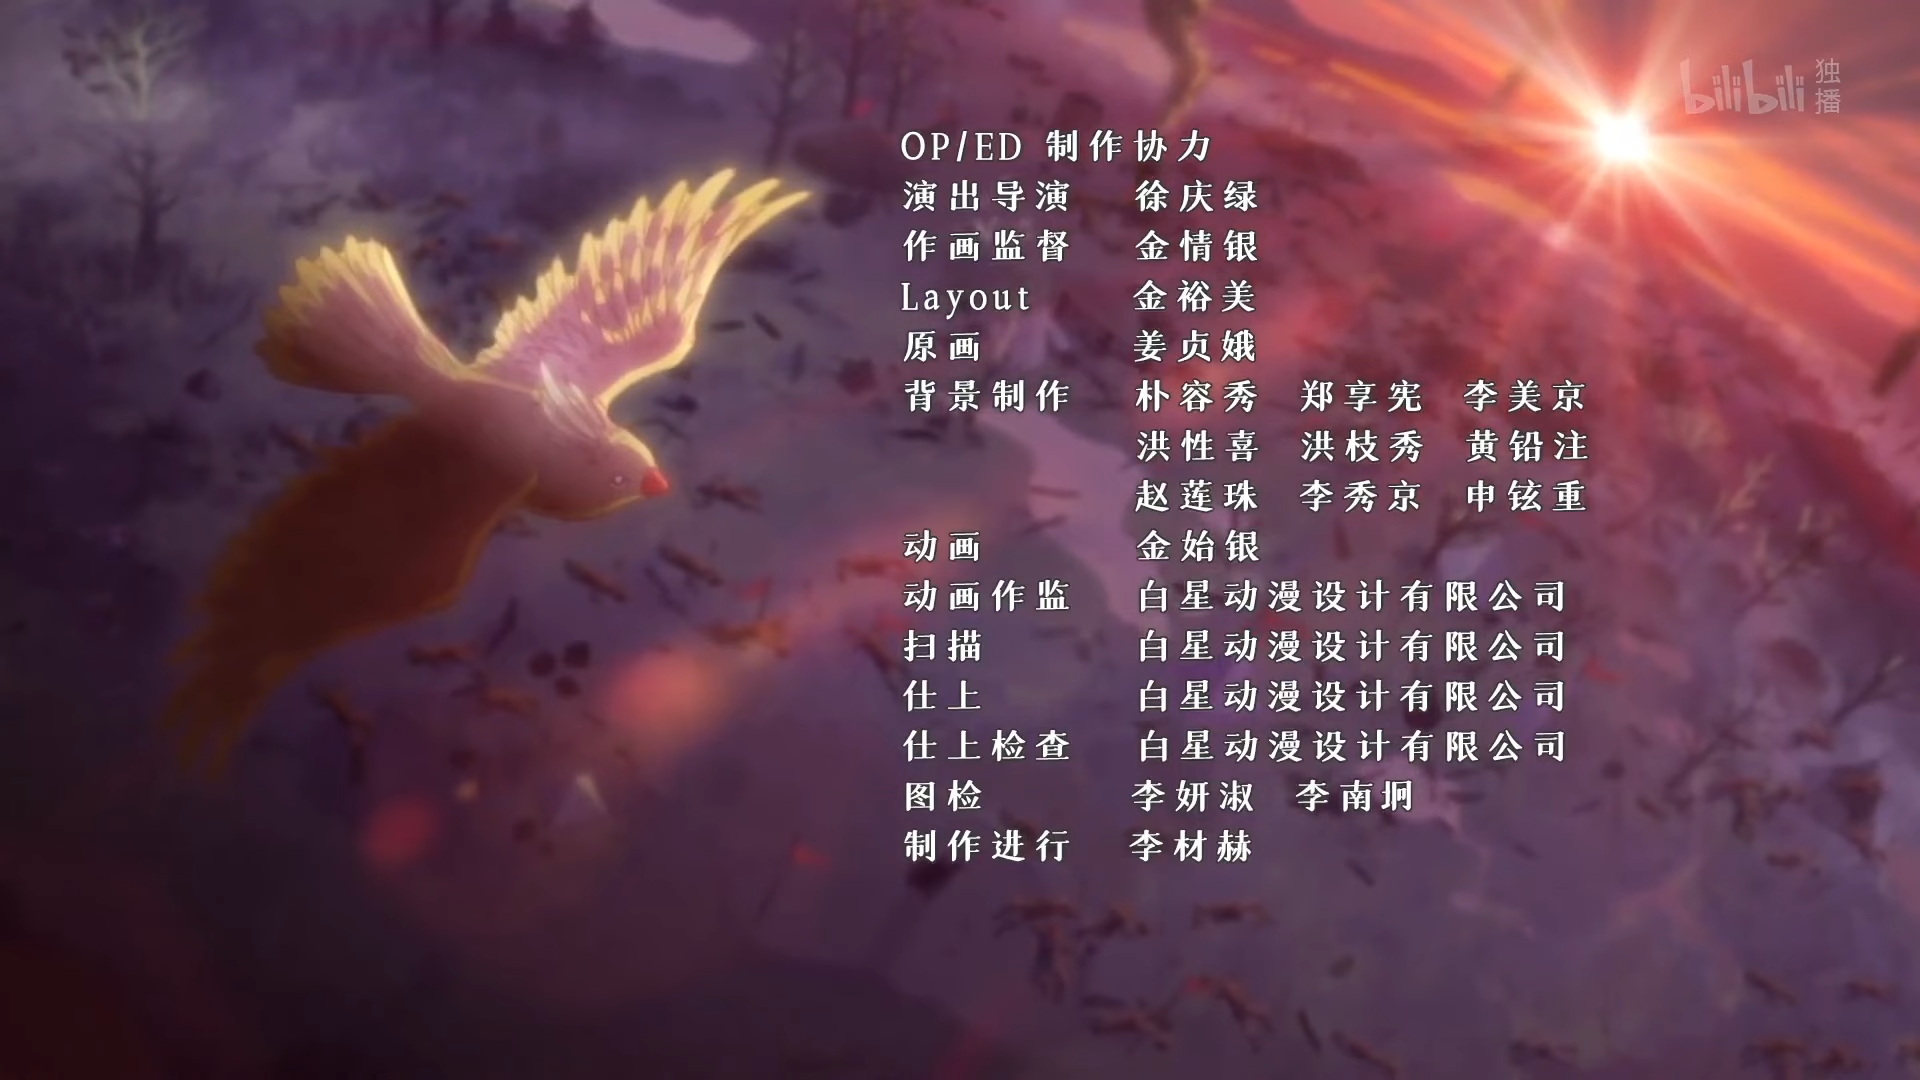 bilibili 独播
OP/ED 制作协力
演出导演 徐庆绿
作画监督 金情银
Layout 金裕美
原画 姜贞娥
背景制作 朴容秀 郑享宪 李美京
洪性喜 洪枝秀 黄铅注
赵莲珠 李秀京 申铉重
动画 金始银
动画作监 白星动漫设计有限公司
扫描 白星动漫设计有限公司
仕上 白星动漫设计有限公司
仕上检查 白星动漫设计有限公司
图检 李妍淑 李南坰
制作进行 李材赫